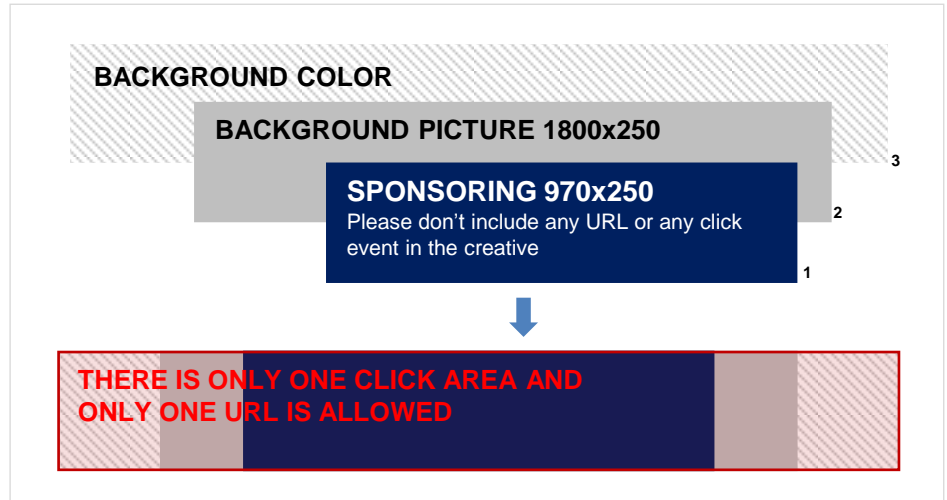 BACKGROUND COLOR
BACKGROUND PICTURE 1800x250
3
SPONSORING 970x250
Please don’t include any URL or any click
event in the creative
2
1
THERE IS ONLY ONE CLICK AREA AND
ONLY ONE URL IS ALLOWED